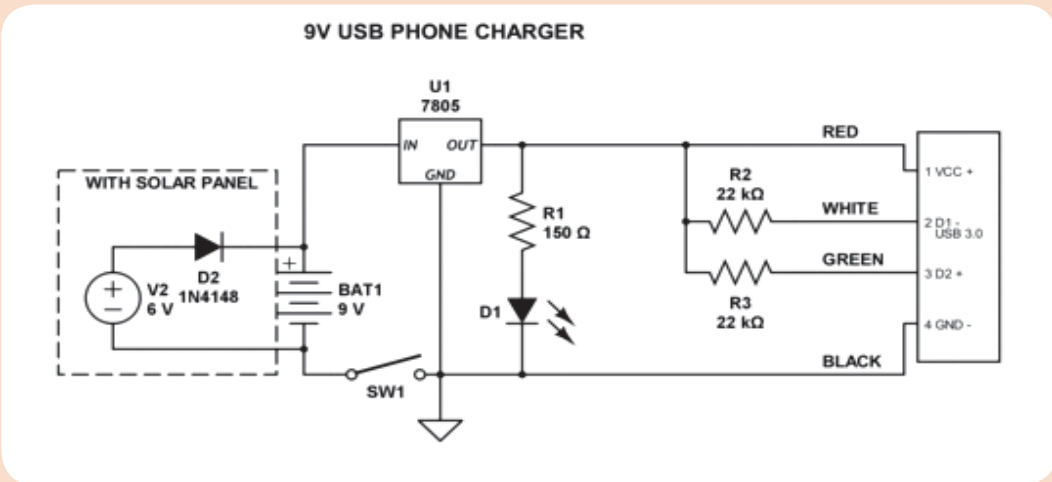 9V USB PHONE CHARGER
U1
7805
IN OUT
GND
WITH SOLAR PANEL
+
V2
6 V
D2
1N4148
+
BAT1
9 V
SW1
R1
150 Ω
D1
R2
22 kΩ
R3
22 kΩ
RED
WHITE
GREEN
BLACK
1 VCC +
2 D1 -
USB 3.0
3 D2 +
4 GND -